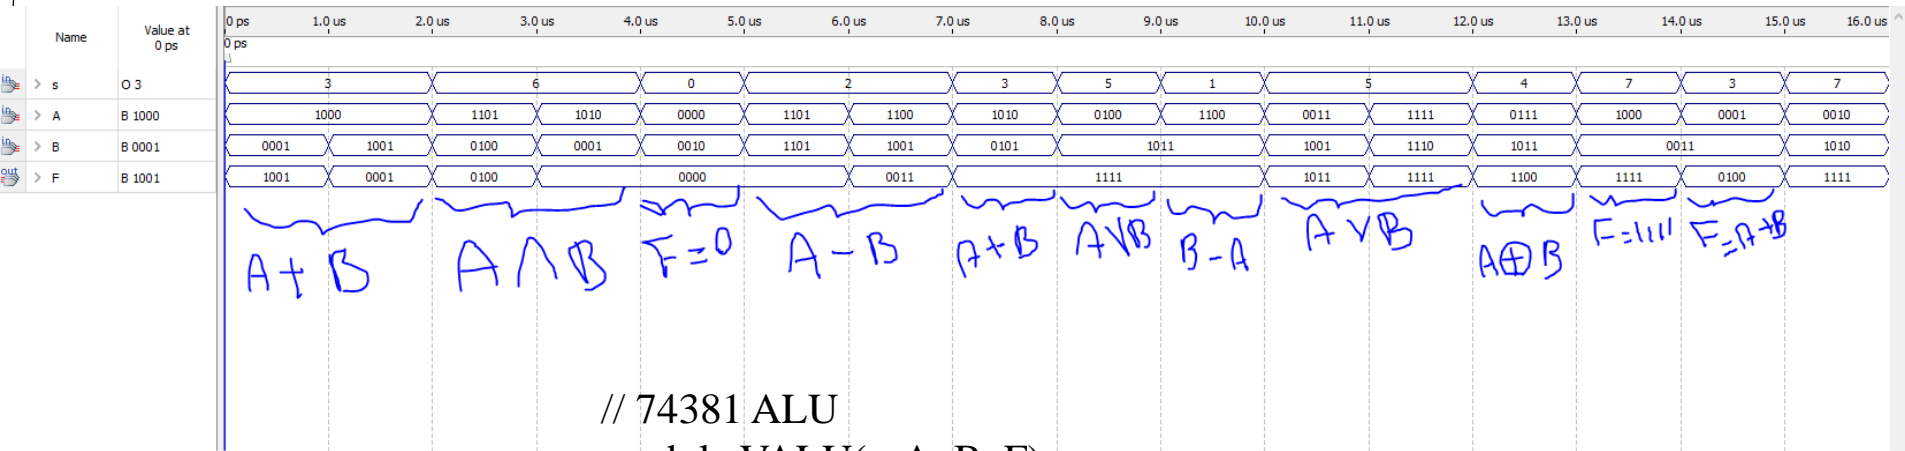 0 ps 1.0 us 2.0 us 3.0 us 4.0 us 5.0 us 6.0 us 7.0 us 8.0 us 9.0 us 10.0 us 11.0 us 12.0 us 13.0 us 14.0 us 15.0 us 16.0 us
Name Value at
0 ps
0 ps
in > s O 3 3 6 0 2 3 5 1 5 4 7 3 7
in > A B 1000 1000 1101 1010 0000 1101 1100 1010 0100 1100 0011 1111 0111 1000 0001 0010
in > B B 0001 0001 1001 0100 0001 0010 1101 1001 0101 1011 1001 1110 1011 0011 1010
out > F B 1001 1001 0001 0100 0000 0011 1111 1011 1111 1100 1111 0100 1111
A + B A ∧ B F = 0 A - B A + B A ∨ B B - A A ∨ B A ⊕ B F = 1111 F = A + B
// 74381 ALU